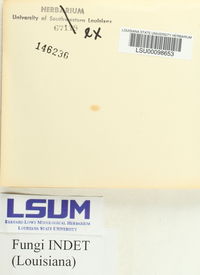 HERBARIUM
University of Southwestern Louisiana
ex
LOUISIANA STATE UNIVERSITY HERBARIUM
LSU00098653
146236
LSUM
BERNARD LOWY MYCOLOGICAL HERBARIUM
LOUISIANA STATE UNIVERSITY
Fungi INDET
(Louisiana)